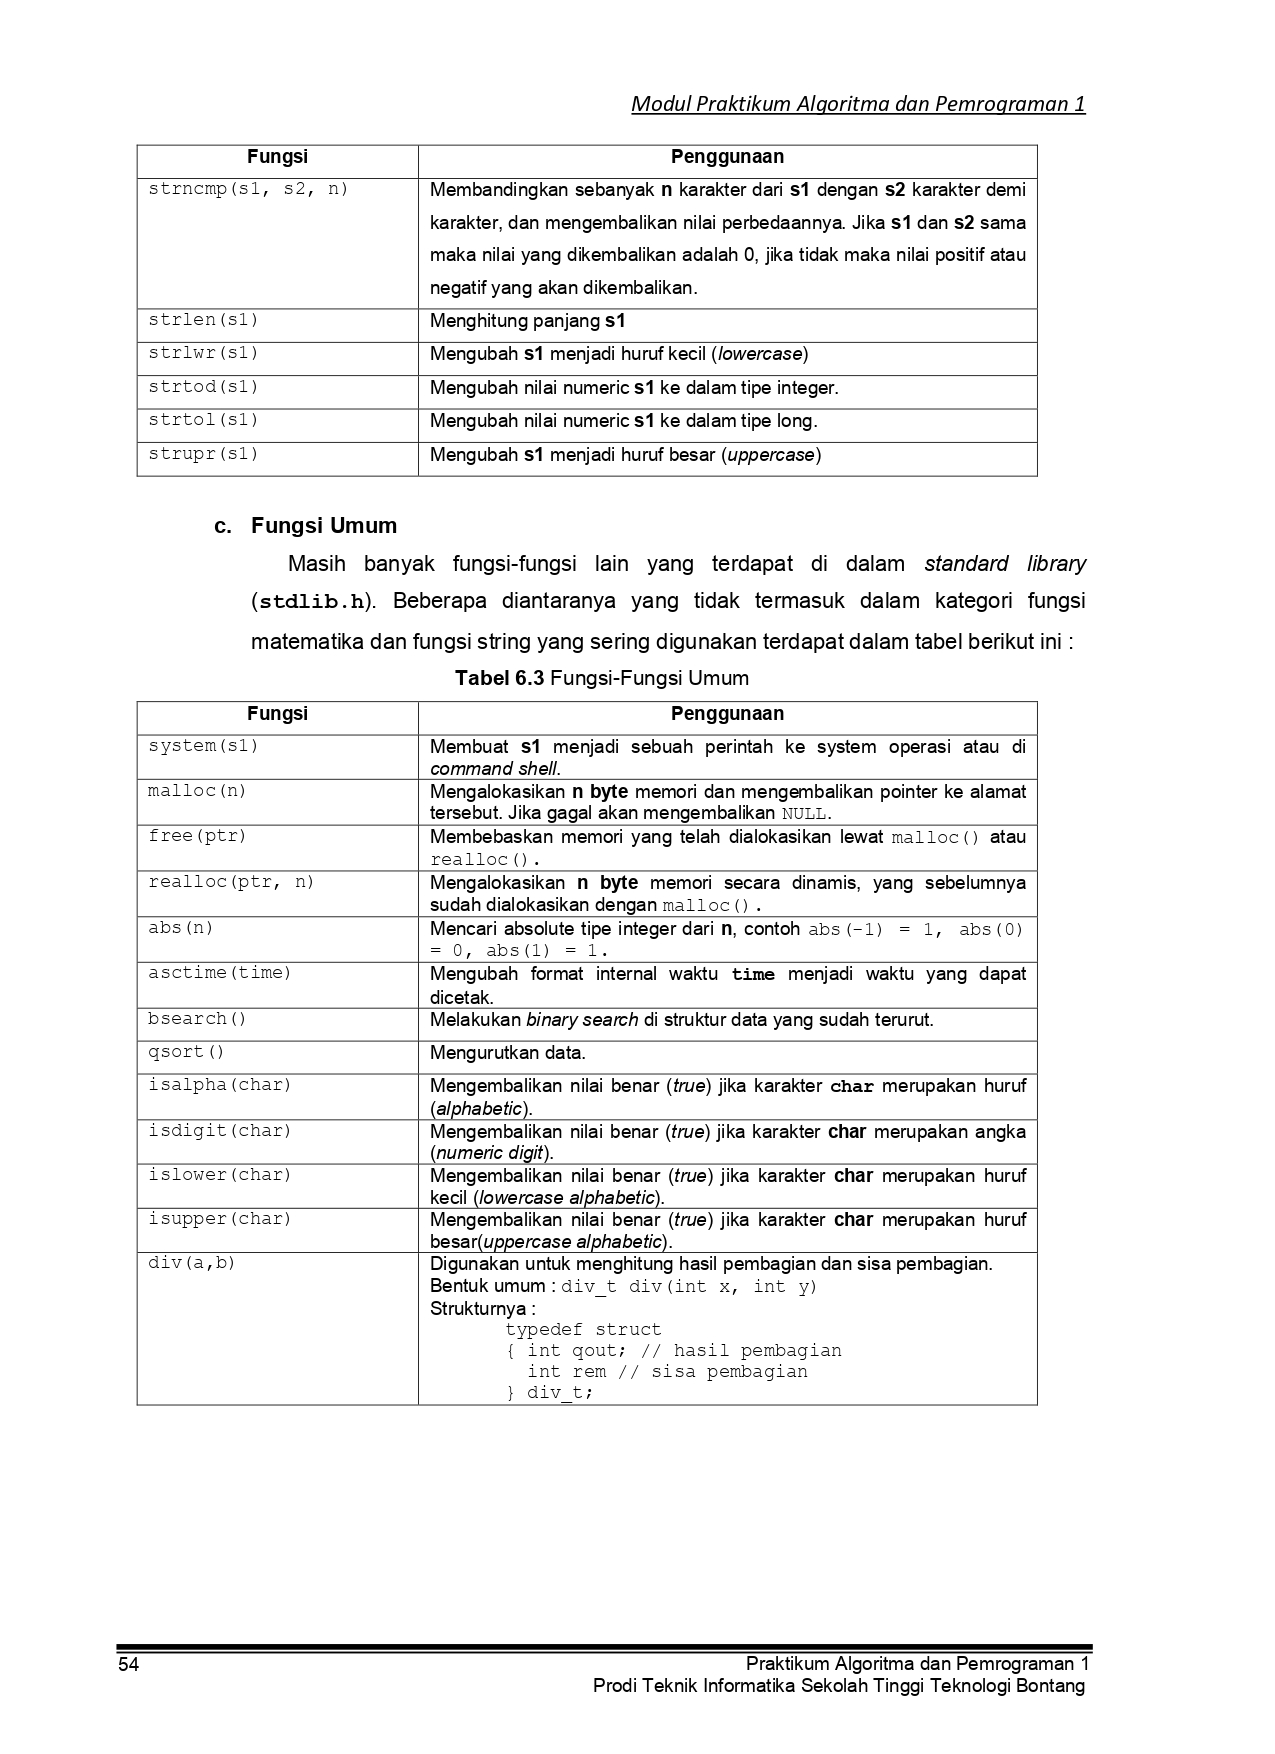 Modul Praktikum Algoritma dan Pemrograman 1
Fungsi Penggunaan
strncmp(s1, s2, n) Membandingkan sebanyak n karakter dari s1 dengan s2 karakter demi
karakter, dan mengembalikan nilai perbedaannya. Jika s1 dan s2 sama
maka nilai yang dikembalikan adalah 0, jika tidak maka nilai positif atau
negatif yang akan dikembalikan.
strlen(s1) Menghitung panjang s1
strlwr(s1) Mengubah s1 menjadi huruf kecil (lowercase)
strtod(s1) Mengubah nilai numeric s1 ke dalam tipe integer.
strtol(s1) Mengubah nilai numeric s1 ke dalam tipe long.
strupr(s1) Mengubah s1 menjadi huruf besar (uppercase)
c. Fungsi Umum
Masih banyak fungsi-fungsi lain yang terdapat di dalam standard library
(stdlib.h). Beberapa diantaranya yang tidak termasuk dalam kategori fungsi
matematika dan fungsi string yang sering digunakan terdapat dalam tabel berikut ini :
Tabel 6.3 Fungsi-Fungsi Umum
Fungsi Penggunaan
system(s1) Membuat s1 menjadi sebuah perintah ke system operasi atau di
command shell.
malloc(n) Mengalokasikan n byte memori dan mengembalikan pointer ke alamat
tersebut. Jika gagal akan mengembalikan NULL.
free(ptr) Membebaskan memori yang telah dialokasikan lewat malloc() atau
realloc().
realloc(ptr, n) Mengalokasikan n byte memori secara dinamis, yang sebelumnya
sudah dialokasikan dengan malloc().
abs(n) Mencari absolute tipe integer dari n, contoh abs(-1) = 1, abs(0)
= 0, abs(1) = 1.
asctime(time) Mengubah format internal waktu time menjadi waktu yang dapat
dicetak.
bsearch() Melakukan binary search di struktur data yang sudah terurut.
qsort() Mengurutkan data.
isalpha(char) Mengembalikan nilai benar (true) jika karakter char merupakan huruf
(alphabetic).
isdigit(char) Mengembalikan nilai benar (true) jika karakter char merupakan angka
(numeric digit).
islower(char) Mengembalikan nilai benar (true) jika karakter char merupakan huruf
kecil (lowercase alphabetic).
isupper(char) Mengembalikan nilai benar (true) jika karakter char merupakan huruf
besar(uppercase alphabetic).
div(a,b) Digunakan untuk menghitung hasil pembagian dan sisa pembagian.
Bentuk umum : div_t div(int x, int y)
Strukturnya :
typedef struct
{ int qout; // hasil pembagian
int rem // sisa pembagian
} div_t;
54 Praktikum Algoritma dan Pemrograman 1
Prodi Teknik Informatika Sekolah Tinggi Teknologi Bontang